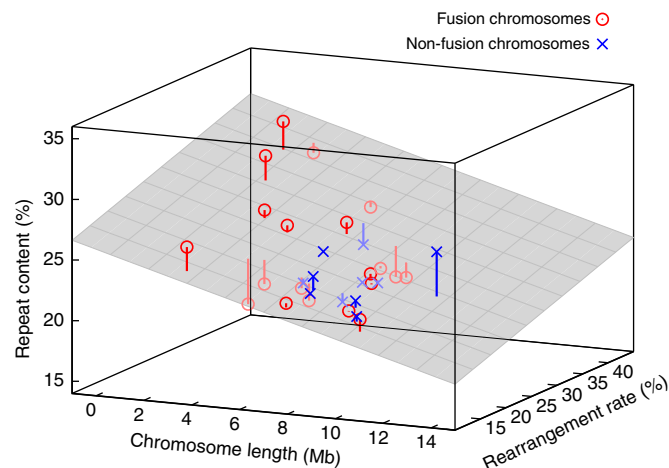 Fusion chromosomes
Non-fusion chromosomes
35
30
25
20
15
Repeat content (%)
0 2 4 6 8 10 12 14
Chromosome length (Mb)
15 20 25 30 35 40
Rearrangement rate (%)